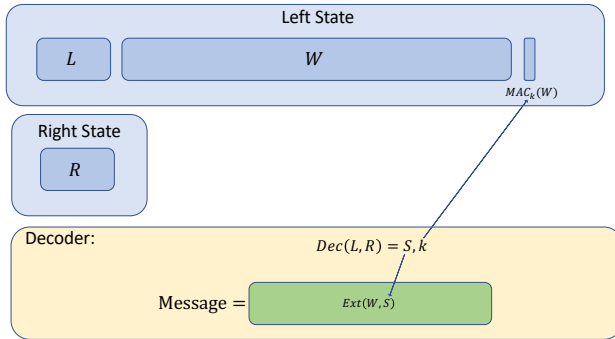 Left State
L W
MAC_k(W)
Right State
R
Decoder:
Dec(L, R) = S, k
Message = Ext(W, S)